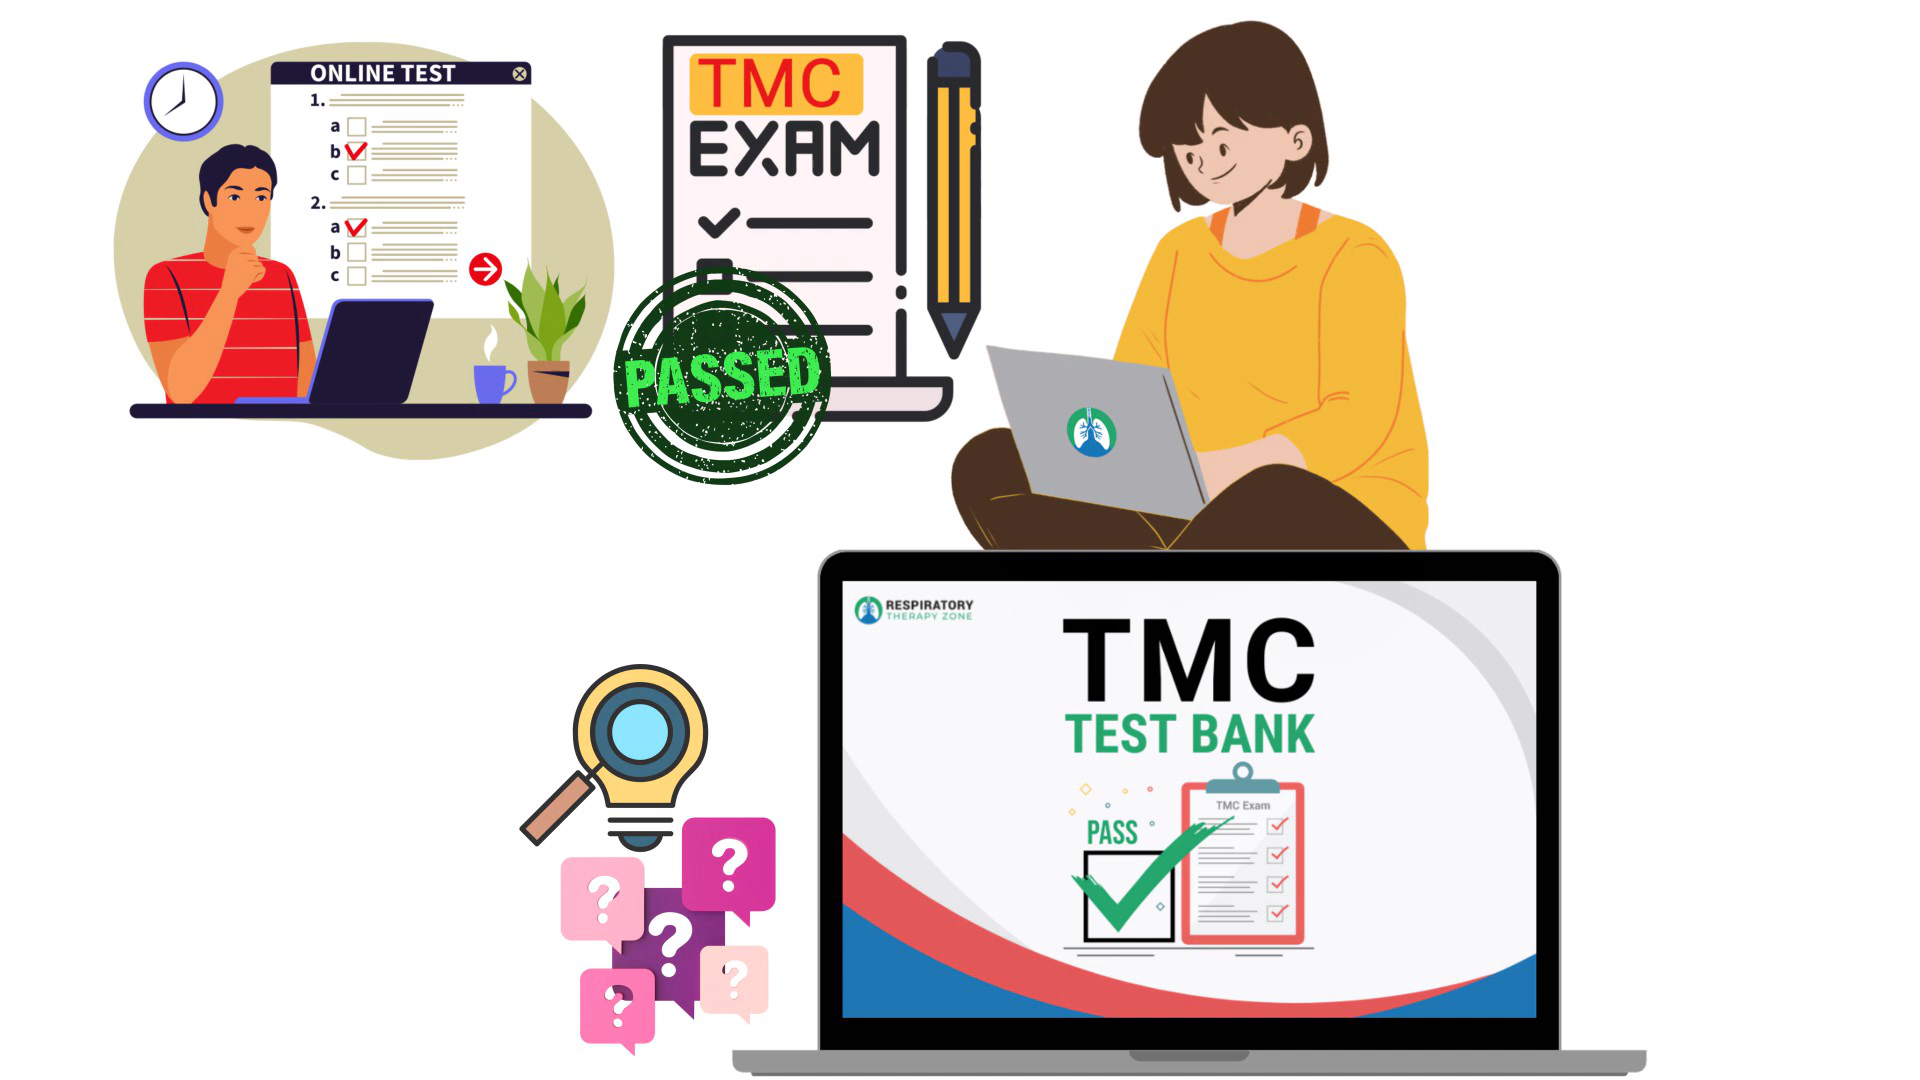 ONLINE TEST
1.
a
b
c
2.
a
b
c
TMC
EXAM
PASSED
RESPIRATORY
THERAPY ZONE
TMC
TEST BANK
TMC Exam
PASS
?
?
?
?
?